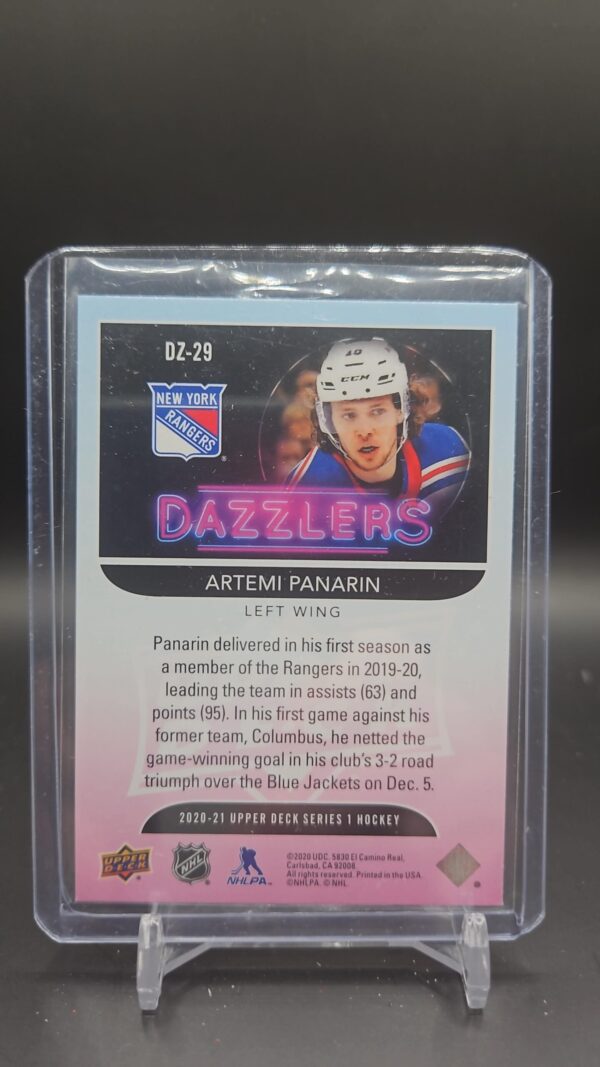 DZ-29
10
CCM
NEW YORK
RANGERS
DAZZLERS
ARTEMI PANARIN
LEFT WING
Panarin delivered in his first season as
a member of the Rangers in 2019-20,
leading the team in assists (63) and
points (95). In his first game against his
former team, Columbus, he netted the
game-winning goal in his club's 3-2 road
triumph over the Blue Jackets on Dec. 5.
2020-21 UPPER DECK SERIES 1 HOCKEY
UPPER DECK
NHL
NHLPA
©2020 UDC, 5830 El Camino Real,
Carlsbad, CA 92008.
All rights reserved. Printed in the USA.
©NHLPA. © NHL